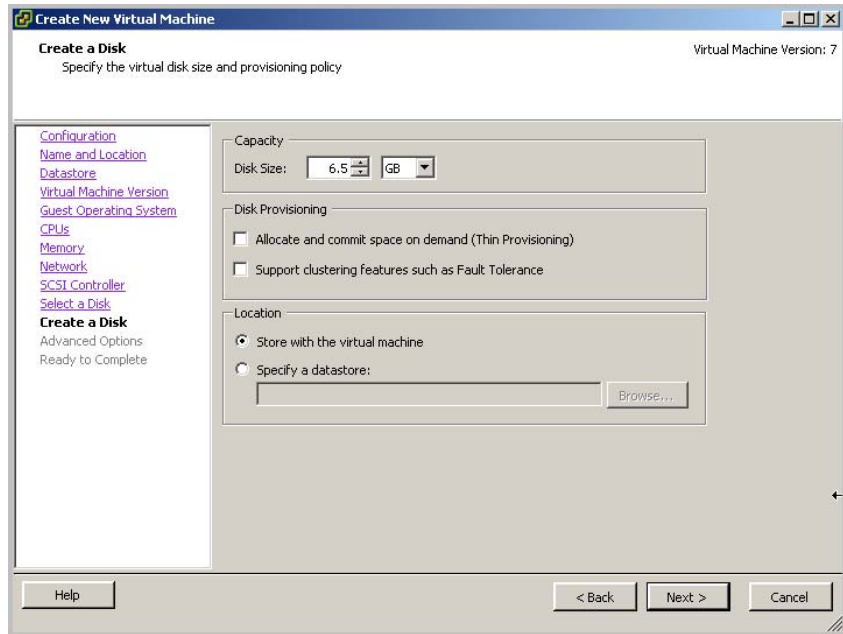 Create New Virtual Machine
Create a Disk
Virtual Machine Version: 7
Specify the virtual disk size and provisioning policy
Configuration
Name and Location
Datastore
Virtual Machine Version
Guest Operating System
CPUs
Memory
Network
SCSI Controller
Select a Disk
Create a Disk
Advanced Options
Ready to Complete
Capacity
Disk Size: 6.5 GB
Disk Provisioning
Allocate and commit space on demand (Thin Provisioning)
Support clustering features such as Fault Tolerance
Location
Store with the virtual machine
Specify a datastore:
Browse...
Help
< Back
Next >
Cancel